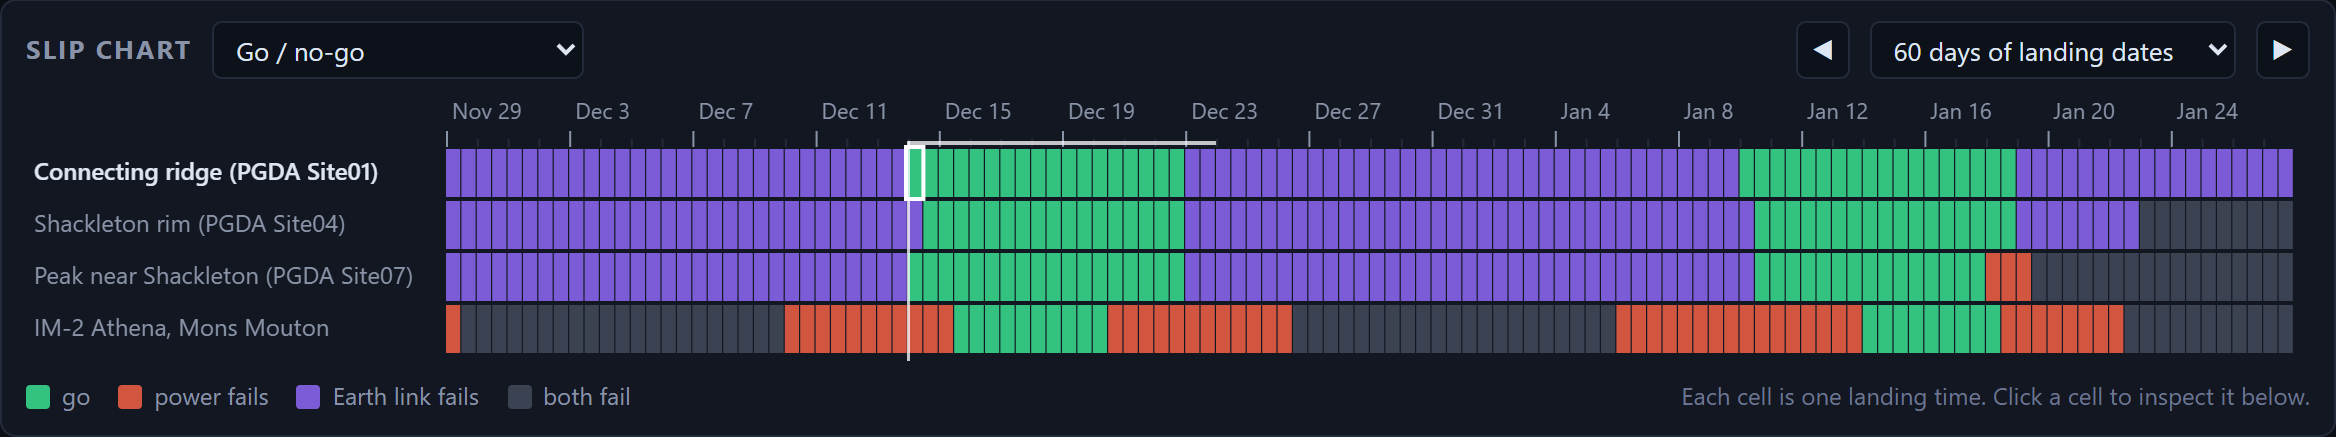 SLIP CHART
Go / no-go
◀
60 days of landing dates
▶
Nov 29 Dec 3 Dec 7 Dec 11 Dec 15 Dec 19 Dec 23 Dec 27 Dec 31 Jan 4 Jan 8 Jan 12 Jan 16 Jan 20 Jan 24
Connecting ridge (PGDA Site01)
Shackleton rim (PGDA Site04)
Peak near Shackleton (PGDA Site07)
IM-2 Athena, Mons Mouton
go power fails Earth link fails both fail
Each cell is one landing time. Click a cell to inspect it below.